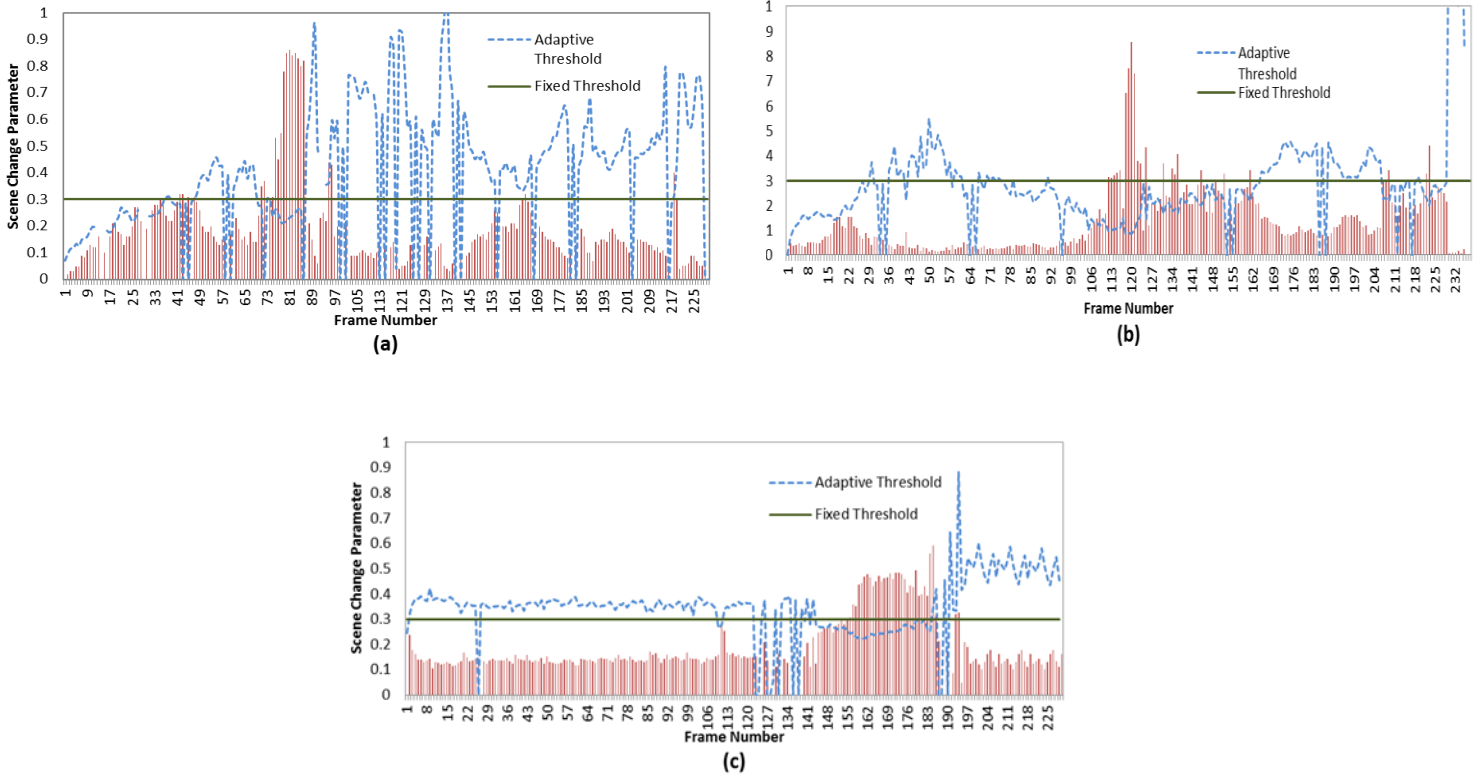 1
0.9
0.8
0.7
0.6
0.5
0.4
0.3
0.2
0.1
0
Scene Change Parameter
Adaptive
Threshold
Fixed Threshold
1 9 17 25 33 41 49 57 65 73 81 89 97 105 113 121 129 137 145 153 161 169 177 185 193 201 209 217 225
Frame Number
(a)
1
9
8
7
6
5
4
3
2
1
0
Adaptive
Threshold
Fixed Threshold
1 8 15 22 29 36 43 50 57 64 71 78 85 92 99 106 113 120 127 134 141 148 155 162 169 176 183 190 197 204 211 218 225 232
Frame Number
(b)
1
0.9
0.8
0.7
0.6
0.5
0.4
0.3
0.2
0.1
0
Scene Change Parameter
Adaptive Threshold
Fixed Threshold
1 8 15 22 29 36 43 50 57 64 71 78 85 92 99 106 113 120 127 134 141 148 155 162 169 176 183 190 197 204 211 218 225
Frame Number
(c)